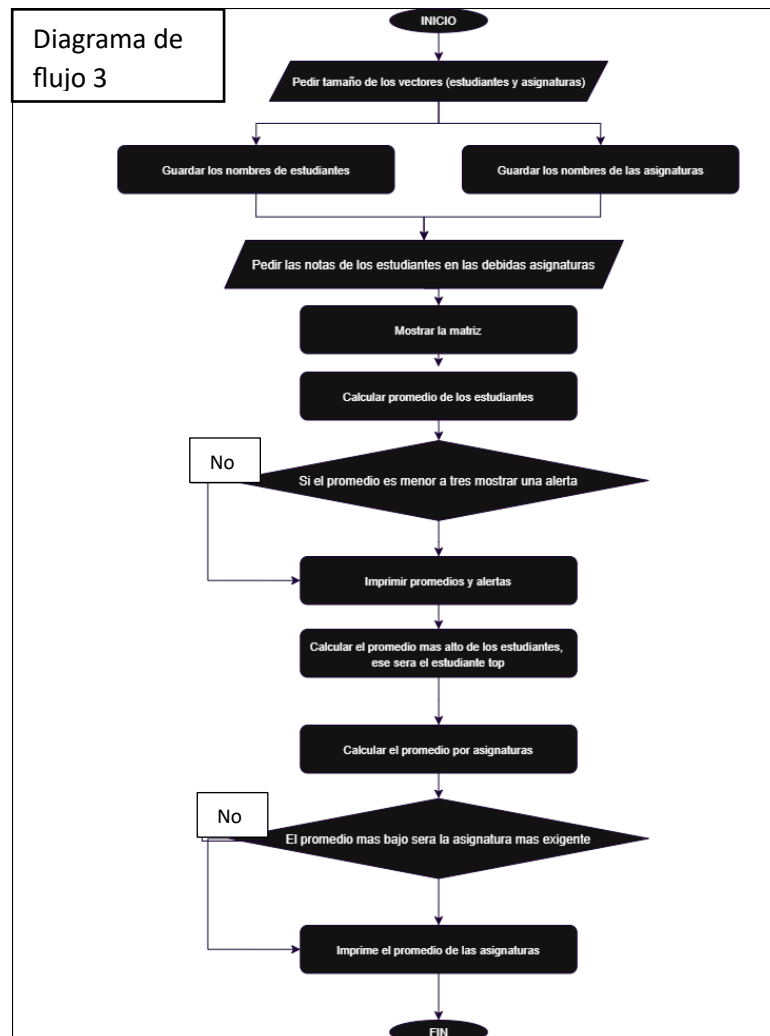 Diagrama de
flujo 3
INICIO
Pedir tamaño de los vectores (estudiantes y asignaturas)
Guardar los nombres de estudiantes
Guardar los nombres de las asignaturas
Pedir las notas de los estudiantes en las debidas asignaturas
Mostrar la matriz
Calcular promedio de los estudiantes
No
Si el promedio es menor a tres mostrar una alerta
Imprimir promedios y alertas
Calcular el promedio mas alto de los estudiantes,
ese sera el estudiante top
Calcular el promedio por asignaturas
No
El promedio mas bajo sera la asignatura mas exigente
Imprime el promedio de las asignaturas
FIN